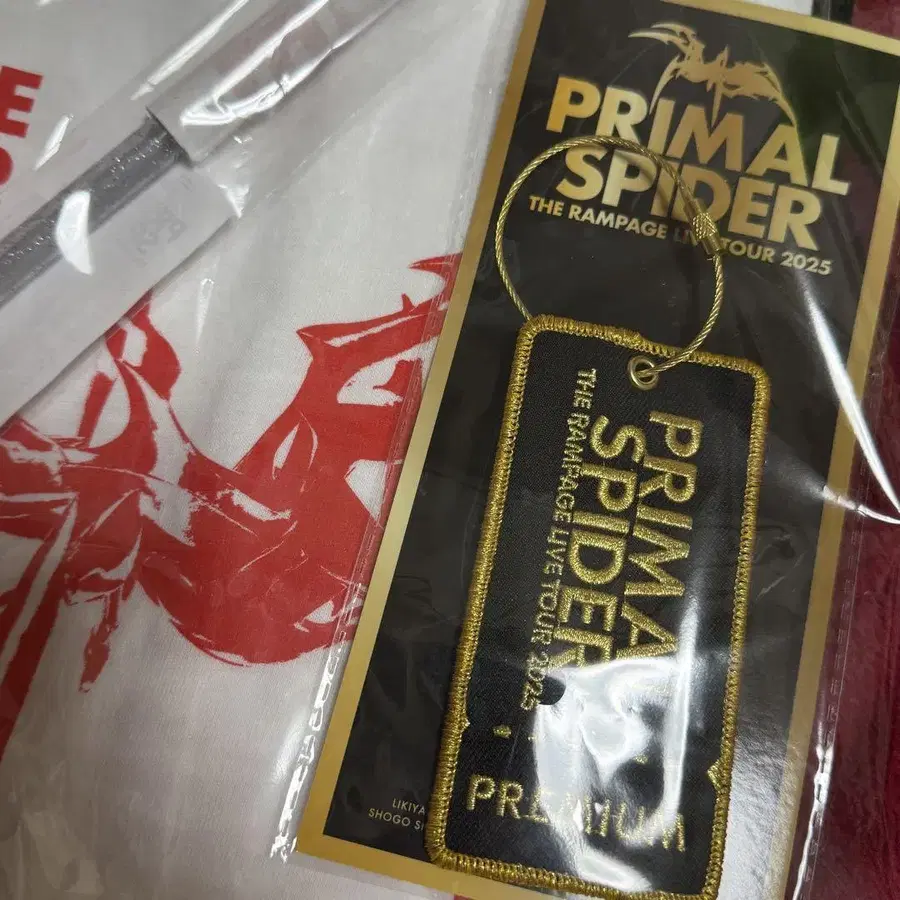 E
PRIMAL
SPIDER
THE RAMPAGE LIVE TOUR 2025
PRIMAL
SPIDER
THE RAMPAGE LIVE TOUR 2025
PREMIUM
LIKIYA
SHOGO